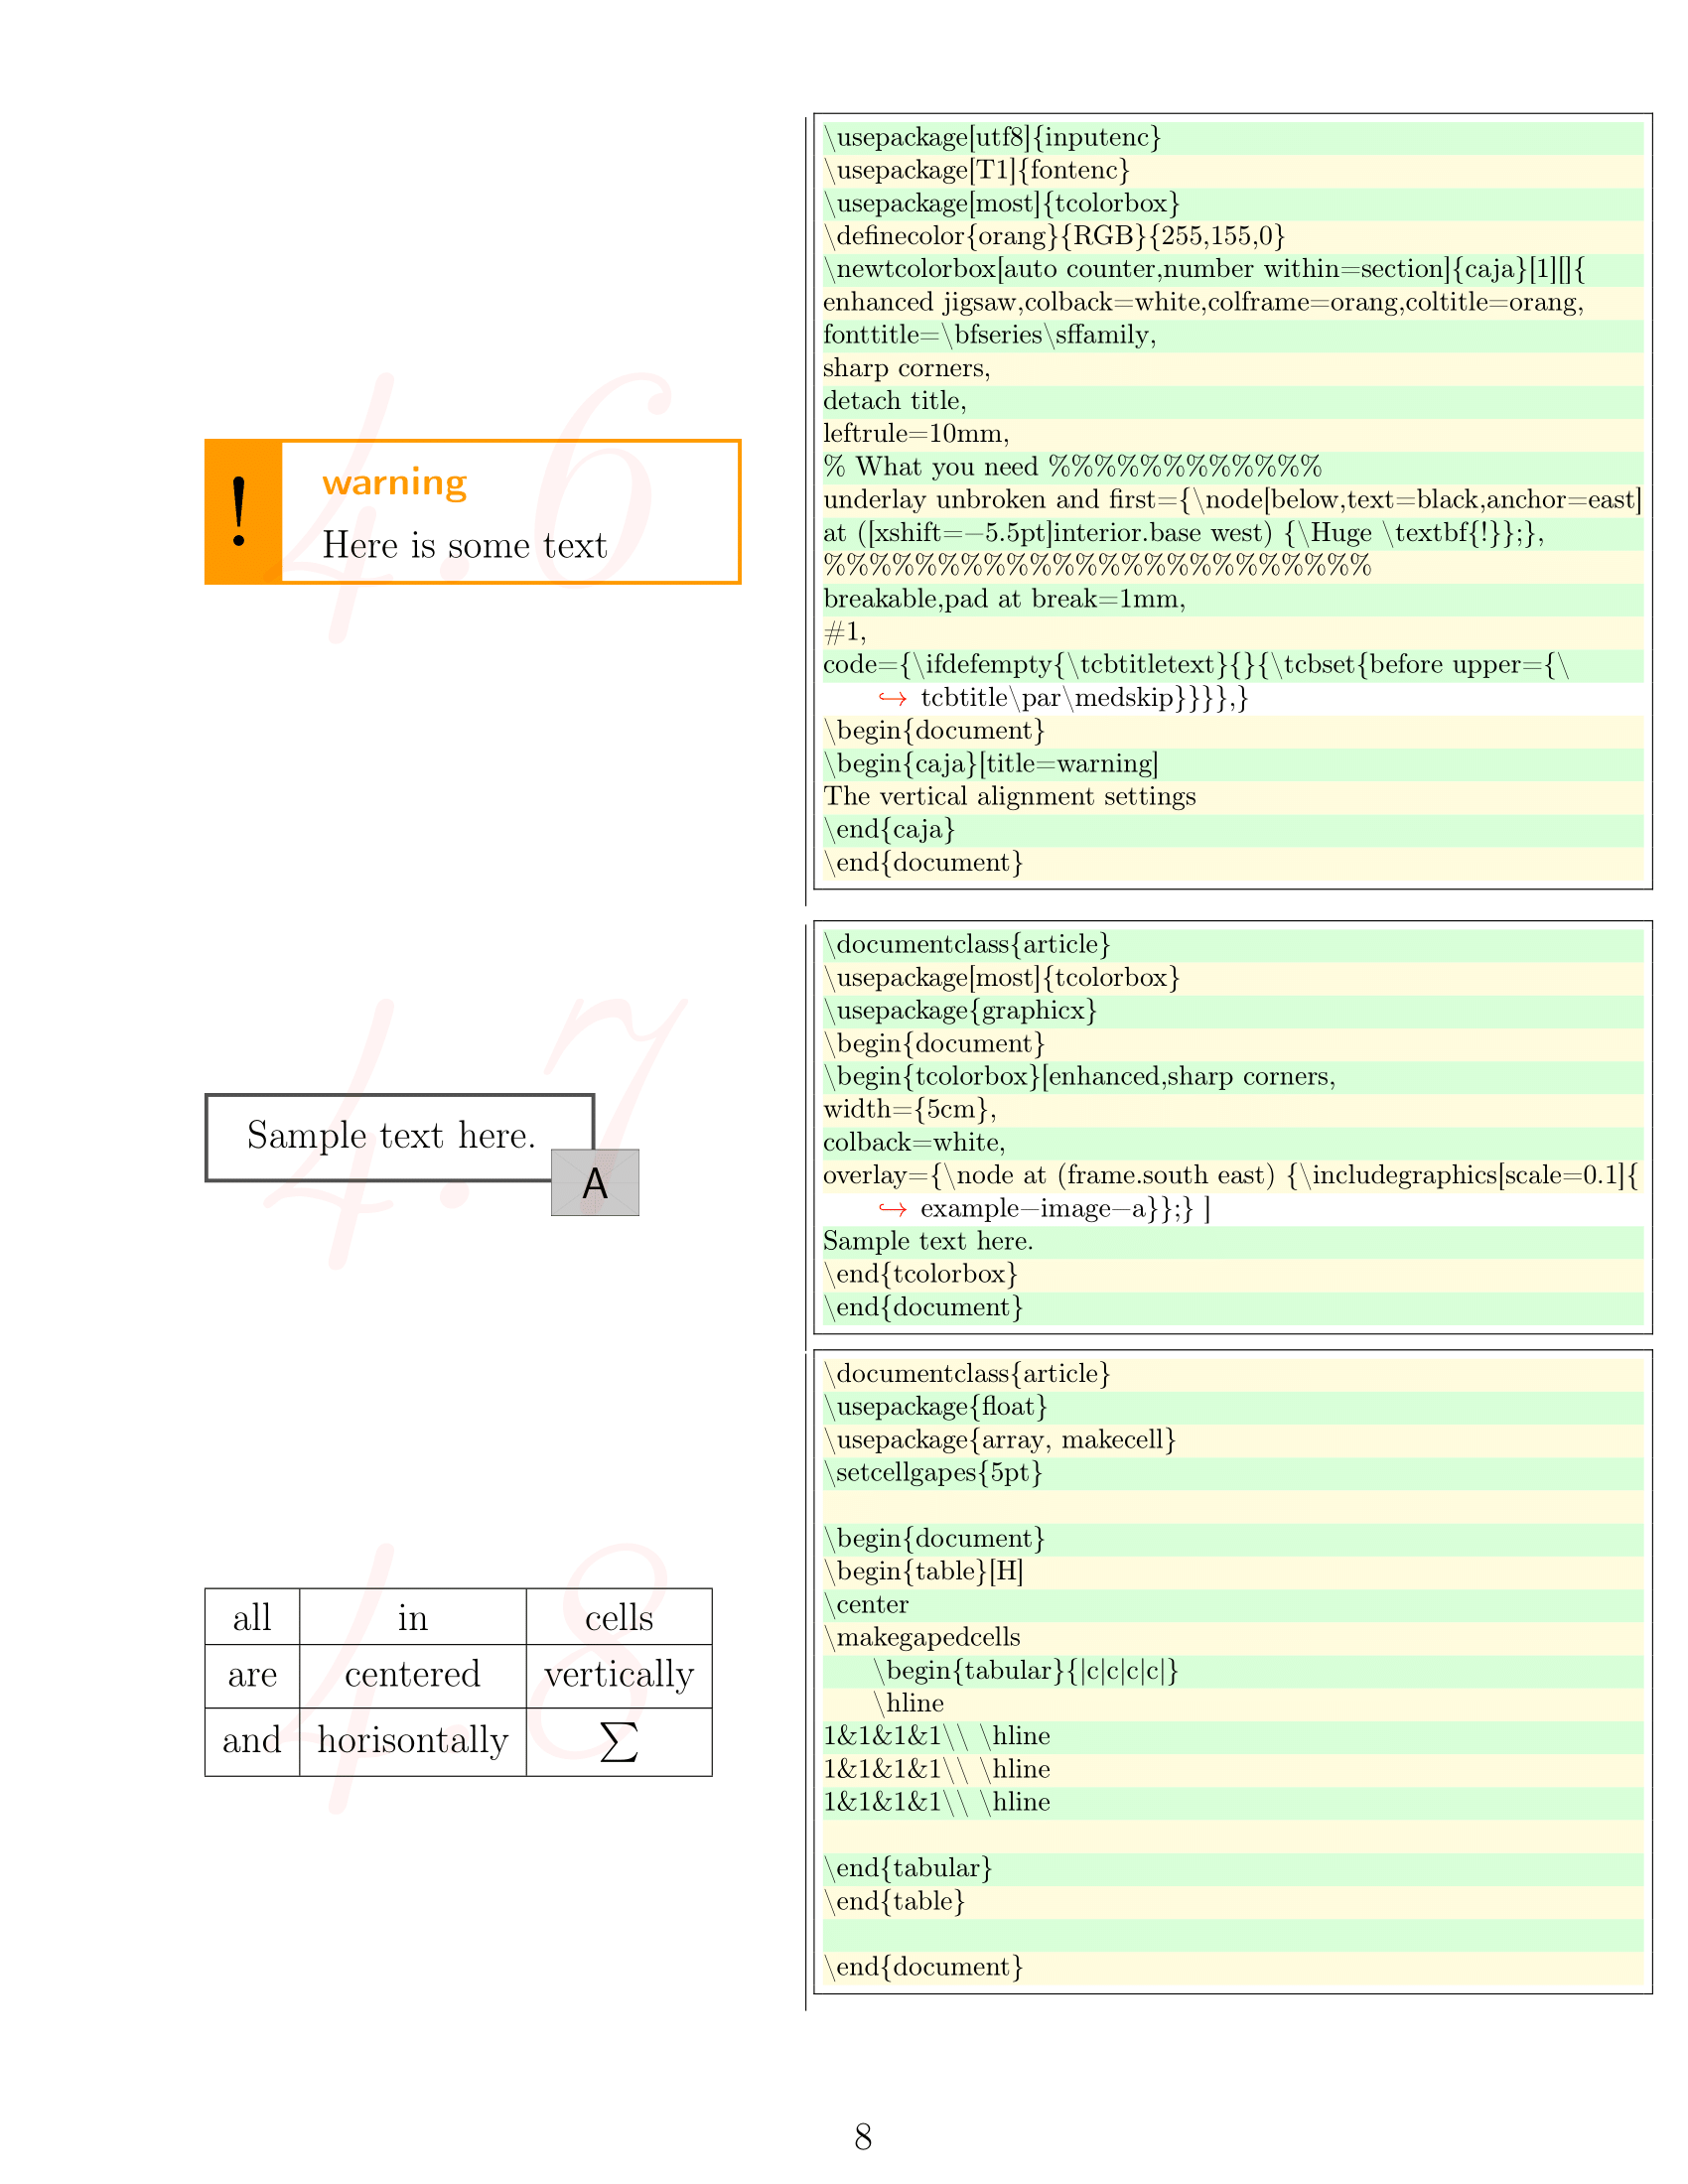 4.6
!
warning
Here is some text
\usepackage[utf8]{inputenc}
\usepackage[T1]{fontenc}
\usepackage[most]{tcolorbox}
\definecolor{orang}{RGB}{255,155,0}
\newtcolorbox[auto counter,number within=section]{caja}[1][]{
enhanced jigsaw,colback=white,colframe=orang,coltitle=orang,
fonttitle=\bfseries\sffamily,
sharp corners,
detach title,
leftrule=10mm,
% What you need %%%%%%%%%%%%
underlay unbroken and first={\node[below,text=black,anchor=east]
at ([xshift=−5.5pt]interior.base west) {\Huge \textbf{!}};},
%%%%%%%%%%%%%%%%%%%%%%%%
breakable,pad at break=1mm,
#1,
code={\ifdefempty{\tcbtitletext}{}{\tcbset{before upper={\
↪ tcbtitle\par\medskip}}}},}
\begin{document}
\begin{caja}[title=warning]
The vertical alignment settings
\end{caja}
\end{document}
4.7
Sample text here.
A
\documentclass{article}
\usepackage[most]{tcolorbox}
\usepackage{graphicx}
\begin{document}
\begin{tcolorbox}[enhanced,sharp corners,
width={5cm},
colback=white,
overlay={\node at (frame.south east) {\includegraphics[scale=0.1]{
↪ example−image−a}};} ]
Sample text here.
\end{tcolorbox}
\end{document}
4.8
all in cells
are centered vertically
and horisontally ∑
\documentclass{article}
\usepackage{float}
\usepackage{array, makecell}
\setcellgapes{5pt}
\begin{document}
\begin{table}[H]
\center
\makegapedcells
\begin{tabular}{|c|c|c|c|}
\hline
1&1&1&1\\ \hline
1&1&1&1\\ \hline
1&1&1&1\\ \hline
\end{tabular}
\end{table}
\end{document}
8